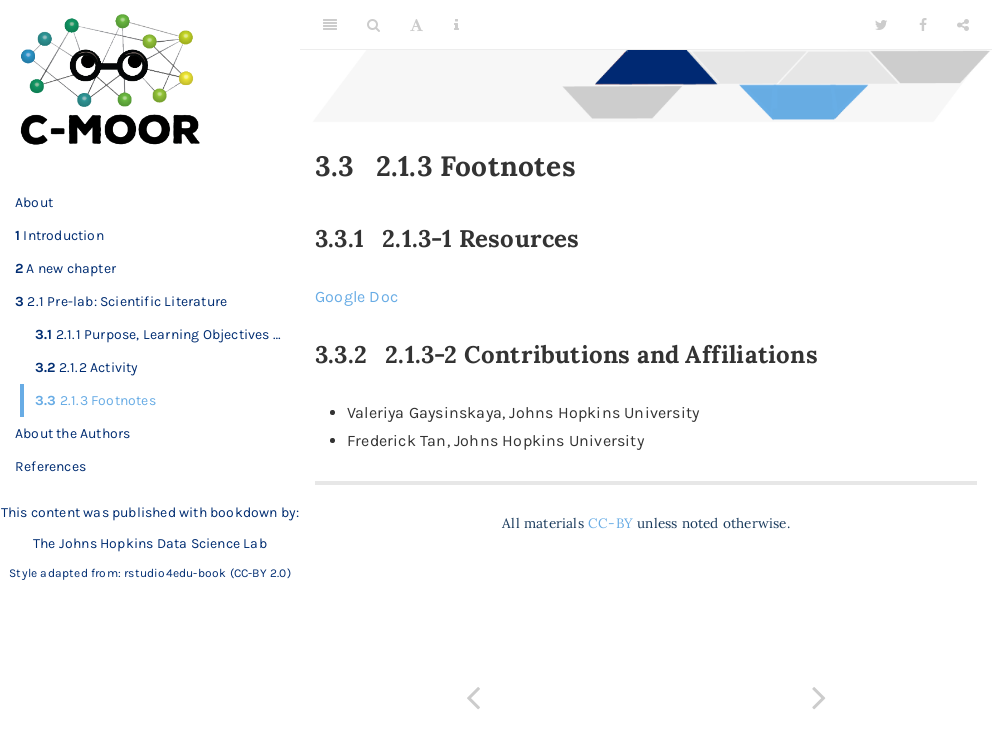 C-MOOR
About
1 Introduction
2 A new chapter
3 2.1 Pre-lab: Scientific Literature
3.1 2.1.1 Purpose, Learning Objectives ...
3.2 2.1.2 Activity
3.3 2.1.3 Footnotes
About the Authors
References
This content was published with bookdown by:
The Johns Hopkins Data Science Lab
Style adapted from: rstudio4edu-book (CC-BY 2.0)
A
i
3.3 2.1.3 Footnotes
3.3.1 2.1.3-1 Resources
Google Doc
3.3.2 2.1.3-2 Contributions and Affiliations
• Valeriya Gaysinskaya, Johns Hopkins University
• Frederick Tan, Johns Hopkins University
All materials CC-BY unless noted otherwise.